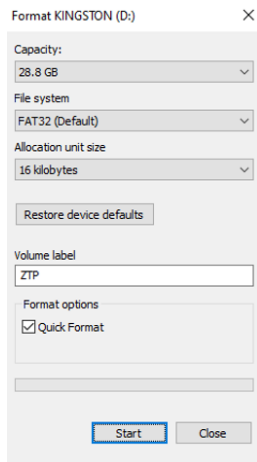 Format KINGSTON (D:)
Capacity:
28.8 GB
File system
FAT32 (Default)
Allocation unit size
16 kilobytes
Restore device defaults
Volume label
ZTP
Format options
Quick Format
Start Close